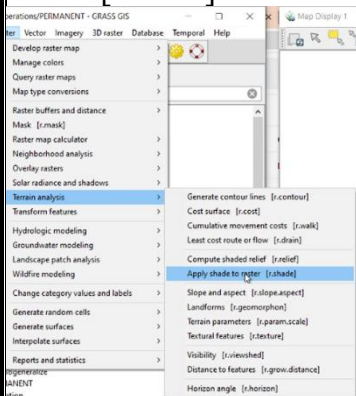 perations/PERMANENT - GRASS GIS
Map Display 1
Vector Imagery 3D raster Database Temporal Help
Develop raster map
Manage colors
Query raster maps
Map type conversions
Raster buffers and distance
Mask [r.mask]
Raster map calculator
Neighborhood analysis
Overlay rasters
Solar radiance and shadows
Terrain analysis
Transform features
Hydrologic modeling
Groundwater modeling
Landscape patch analysis
Wildfire modeling
Change category values and labels
Generate random cells
Generate surfaces
Interpolate surfaces
Reports and statistics
Generate contour lines [r.contour]
Cost surface [r.cost]
Cumulative movement costs [r.walk]
Least cost route or flow [r.drain]
Compute shaded relief [r.relief]
Apply shade to raster [r.shade]
Slope and aspect [r.slope.aspect]
Landforms [r.geomorphon]
Terrain parameters [r.param.scale]
Textural features [r.texture]
Visibility [r.viewshed]
Distance to features [r.grow.distance]
Horizon angle [r.horizon]